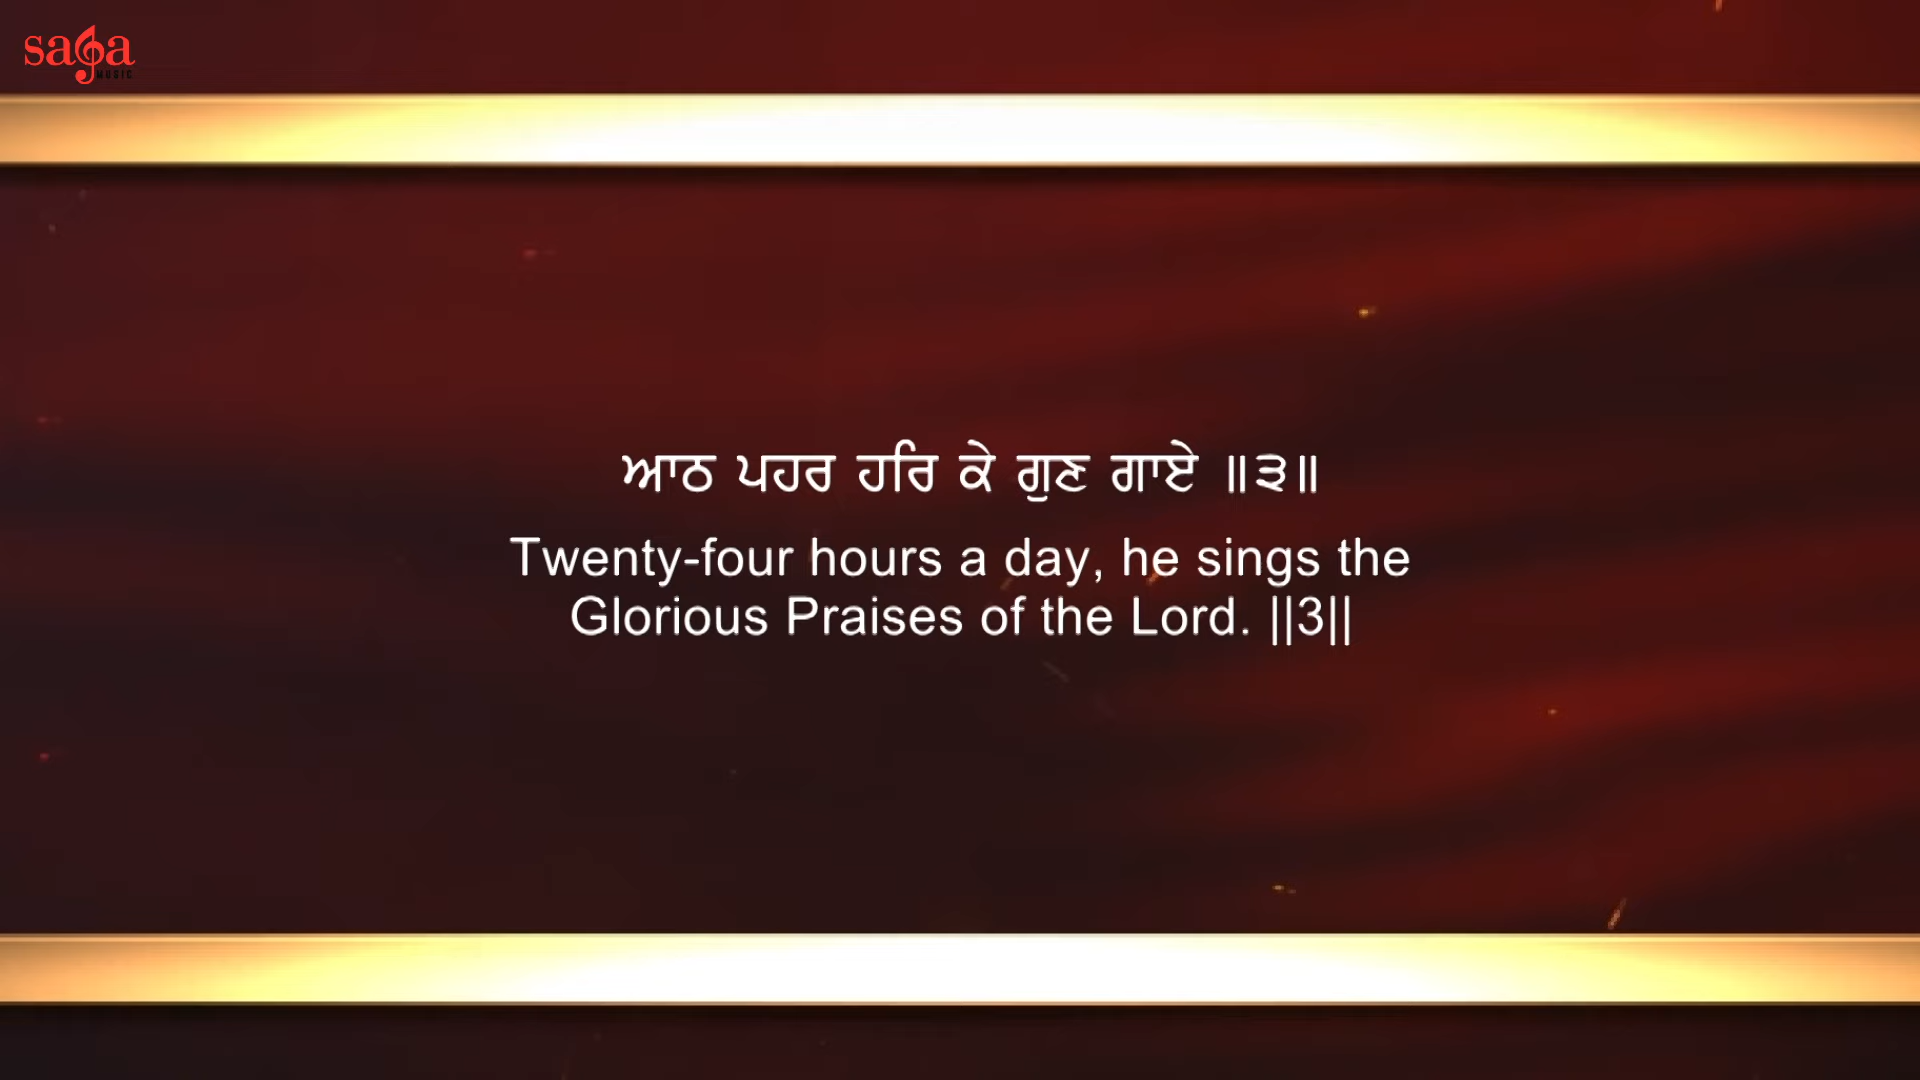 saga
MUSIC
ਆਠ ਪਹਰ ਹਰਿ ਕੇ ਗੁਣ ਗਾਏ ॥੩॥
Twenty-four hours a day, he sings the
Glorious Praises of the Lord. ||3||